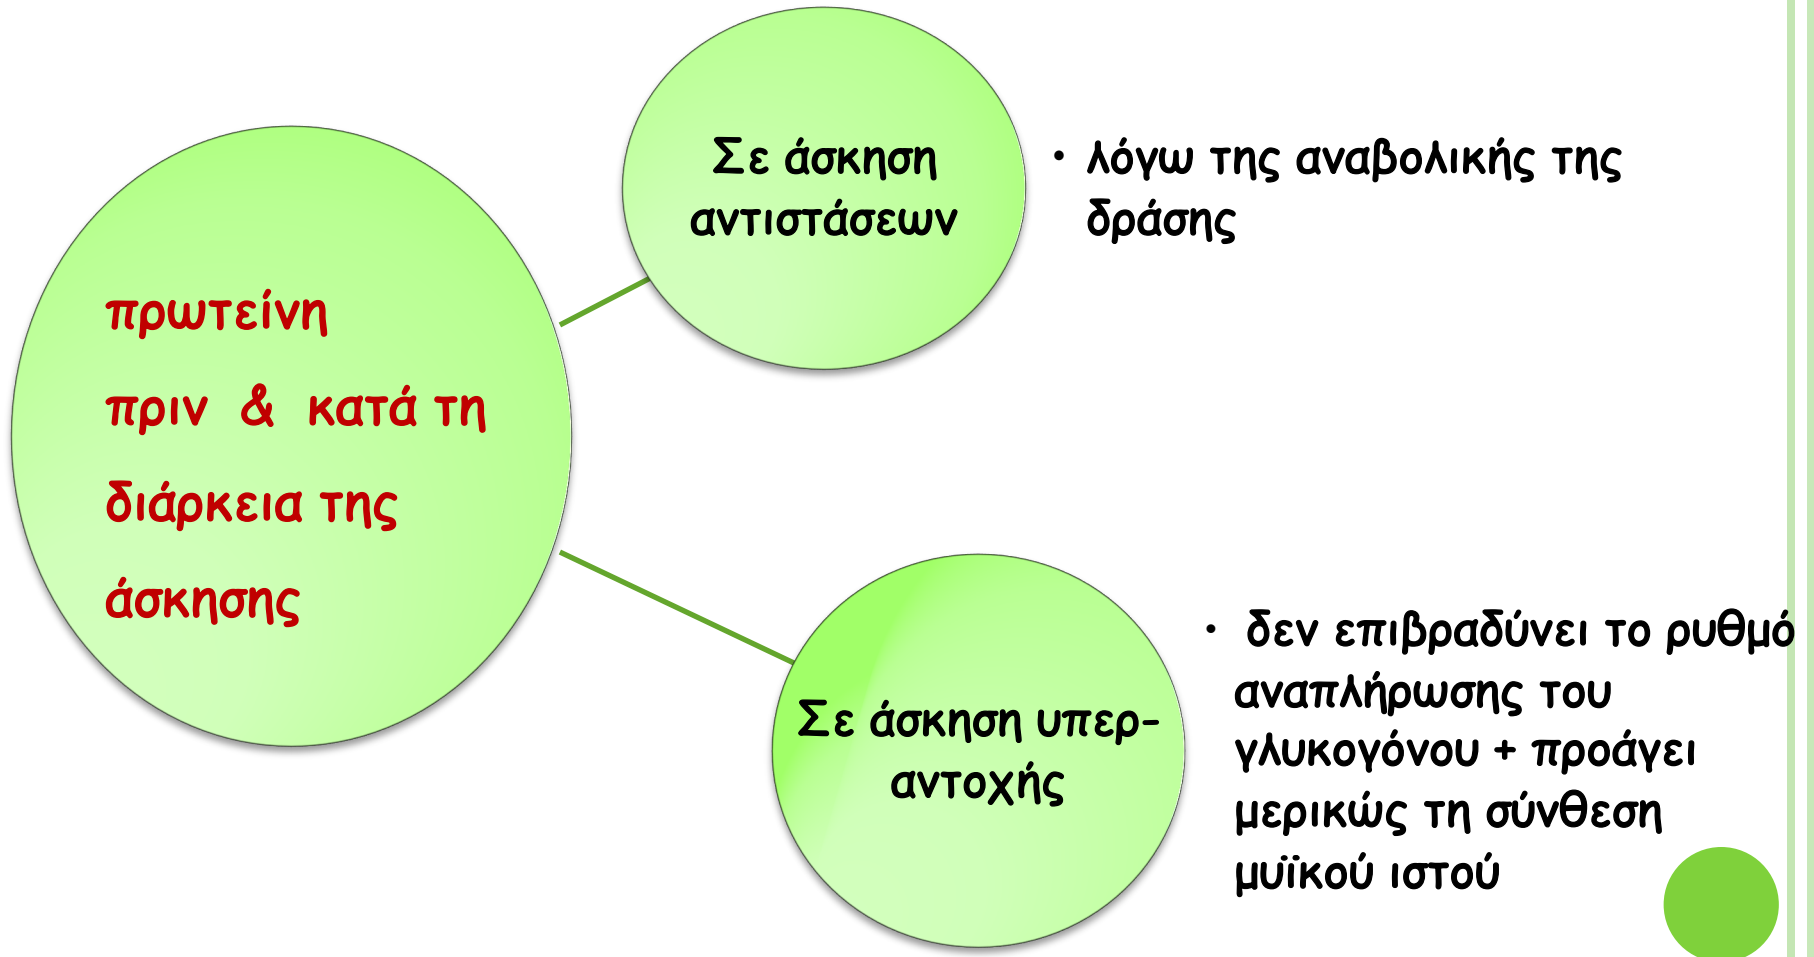 πρωτείνη
πριν & κατά τη
διάρκεια της
άσκησης
Σε άσκηση
αντιστάσεων
• λόγω της αναβολικής της
δράσης
Σε άσκηση υπερ-
αντοχής
• δεν επιβραδύνει το ρυθμό
αναπλήρωσης του
γλυκογόνου + προάγει
μερικώς τη σύνθεση
μυϊκού ιστού